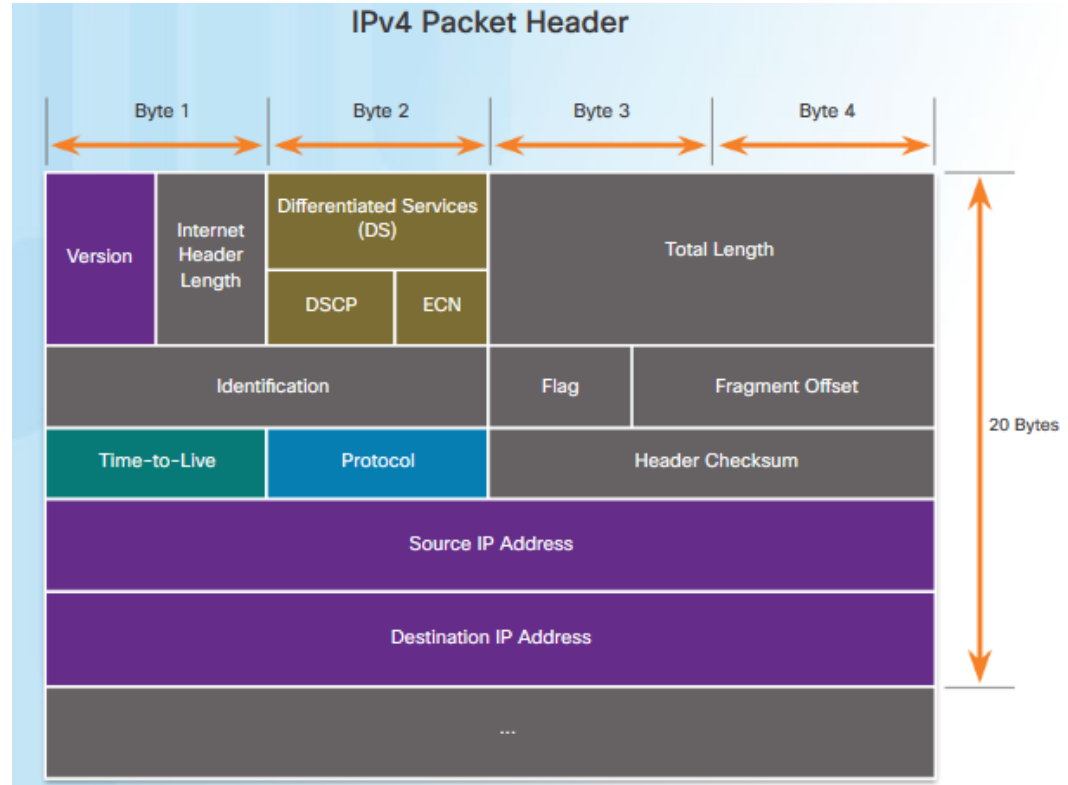 IPv4 Packet Header
Byte 1
Byte 2
Byte 3
Byte 4
Version
Internet
Header
Length
Differentiated Services
(DS)
DSCP
ECN
Total Length
Identification
Flag
Fragment Offset
20 Bytes
Time-to-Live
Protocol
Header Checksum
Source IP Address
Destination IP Address
...